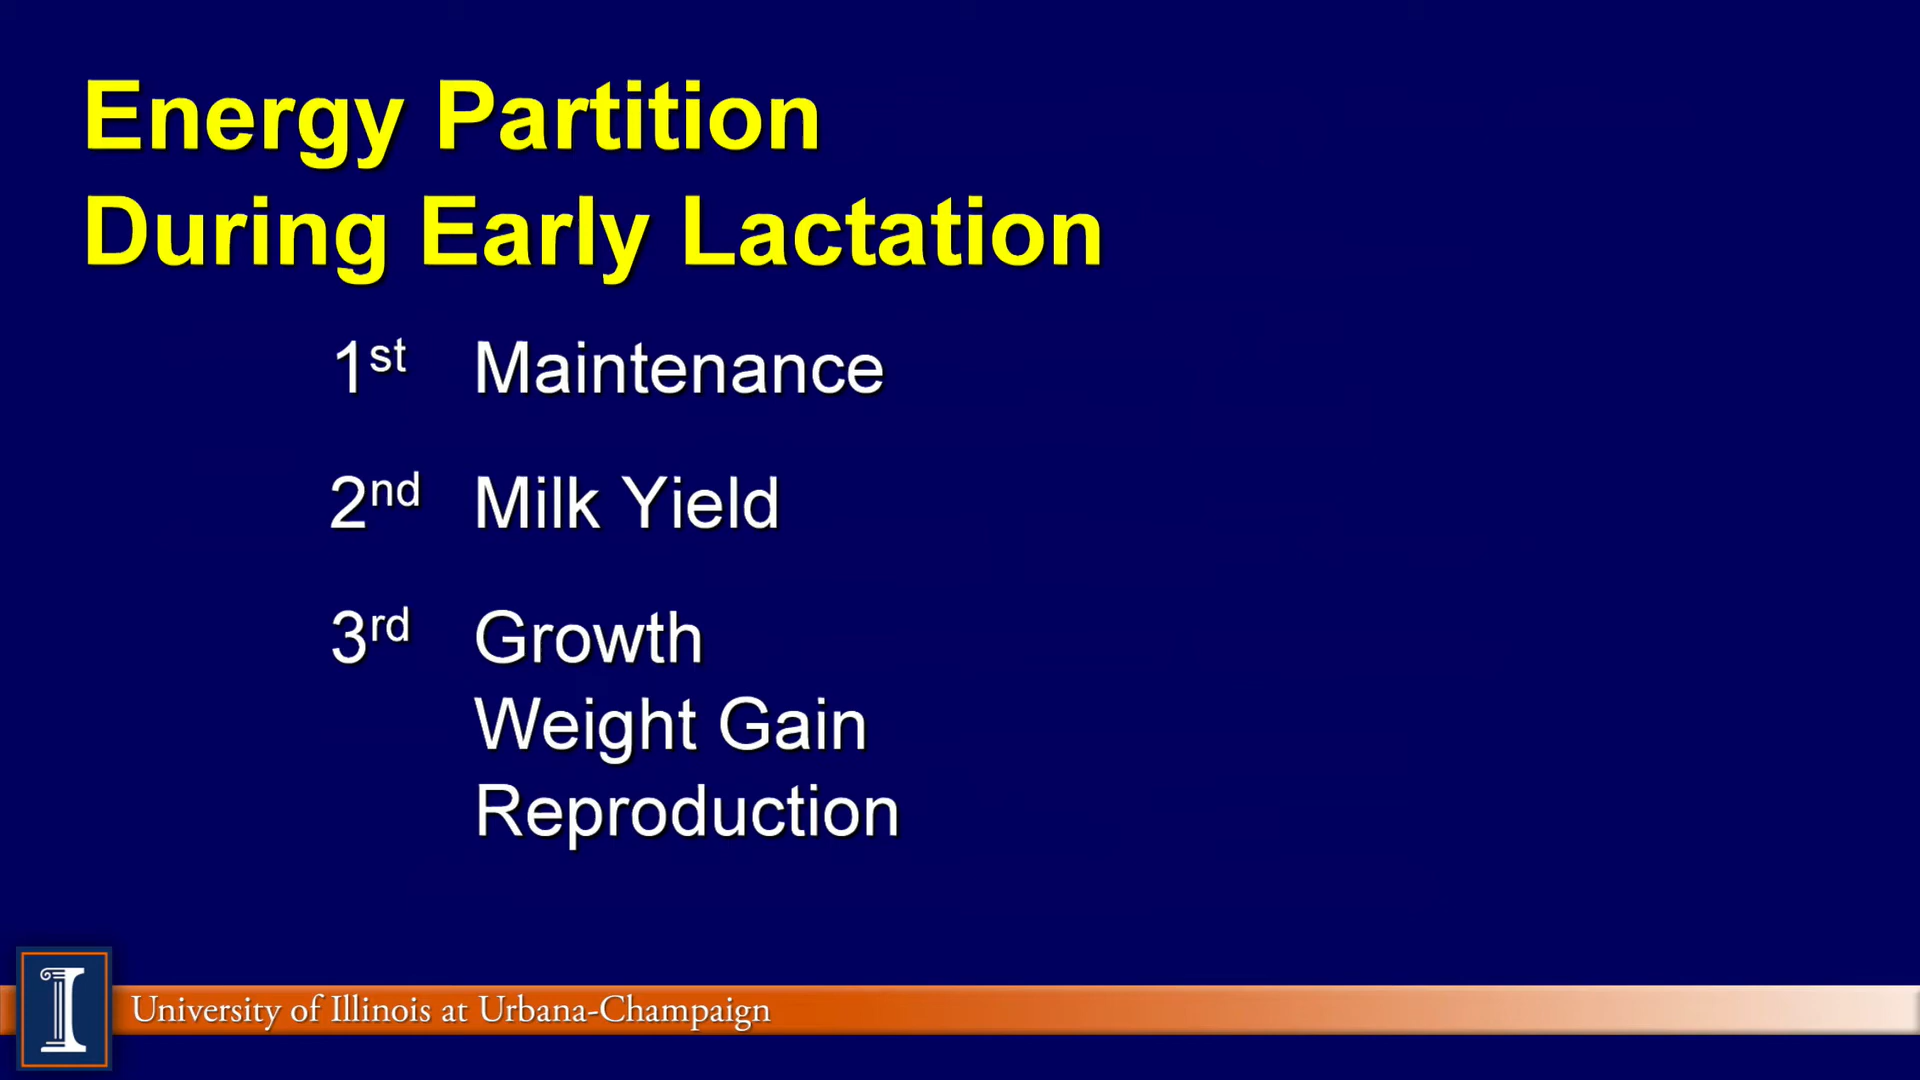 Energy Partition
During Early Lactation
1st Maintenance
2nd Milk Yield
3rd Growth
Weight Gain
Reproduction
I University of Illinois at Urbana-Champaign